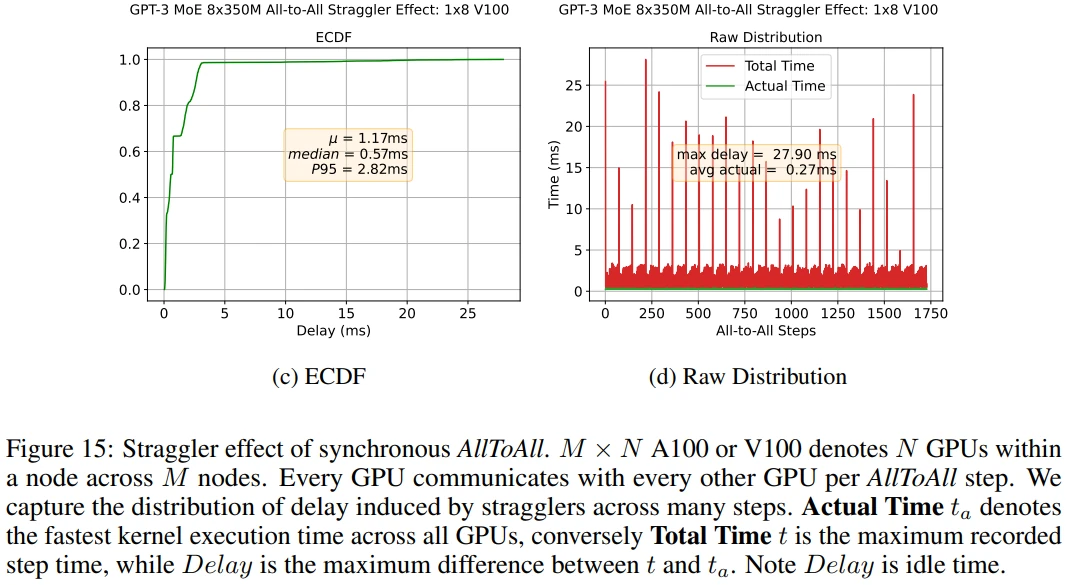 GPT-3 MoE 8x350M All-to-All Straggler Effect: 1x8 V100
ECDF
1.0
0.8
0.6
0.4
0.2
0.0
μ = 1.17ms
median = 0.57ms
P95 = 2.82ms
0 5 10 15 20 25
Delay (ms)
(c) ECDF
GPT-3 MoE 8x350M All-to-All Straggler Effect: 1x8 V100
Raw Distribution
Total Time
Actual Time
Time (ms)
25
20
15
10
5
0
max delay = 27.90 ms
avg actual = 0.27ms
0 250 500 750 1000 1250 1500 1750
All-to-All Steps
(d) Raw Distribution
Figure 15: Straggler effect of synchronous AllToAll. M × N A100 or V100 denotes N GPUs within
a node across M nodes. Every GPU communicates with every other GPU per AllToAll step. We
capture the distribution of delay induced by stragglers across many steps. Actual Time tₐ denotes
the fastest kernel execution time across all GPUs, conversely Total Time t is the maximum recorded
step time, while Delay is the maximum difference between t and tₐ. Note Delay is idle time.